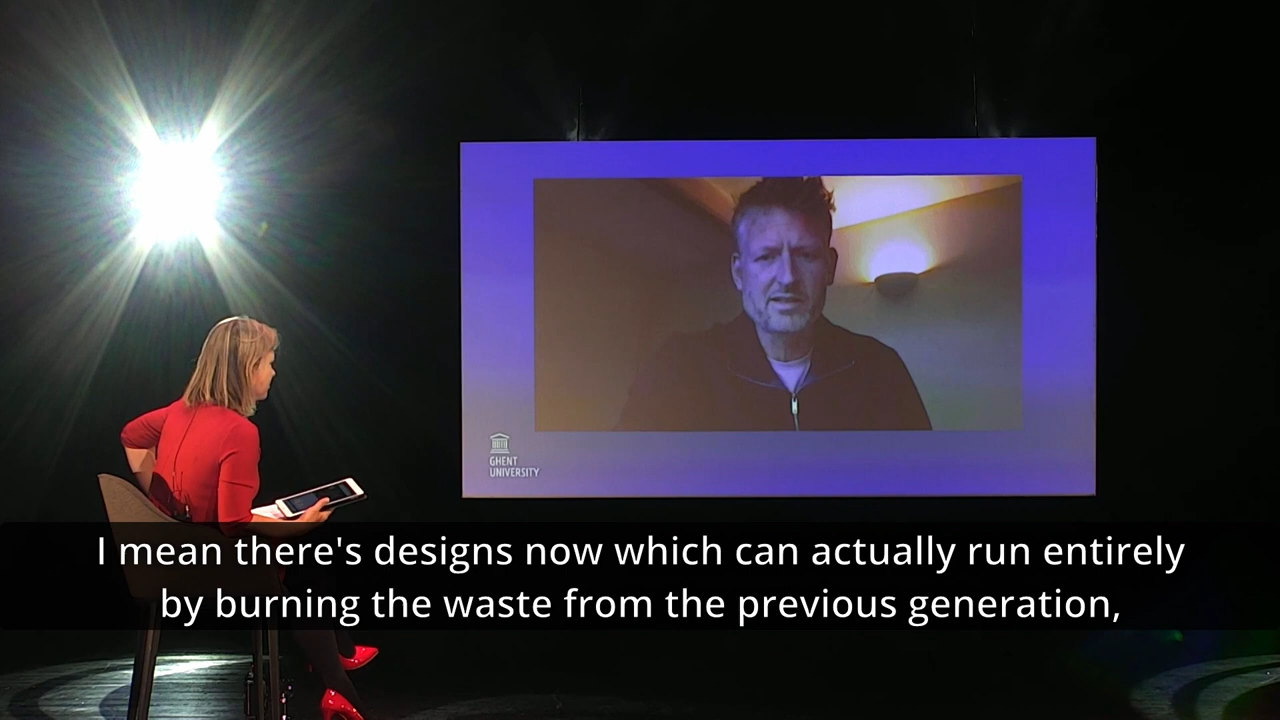 GHENT
UNIVERSITY
I mean there's designs now which can actually run entirely
by burning the waste from the previous generation,